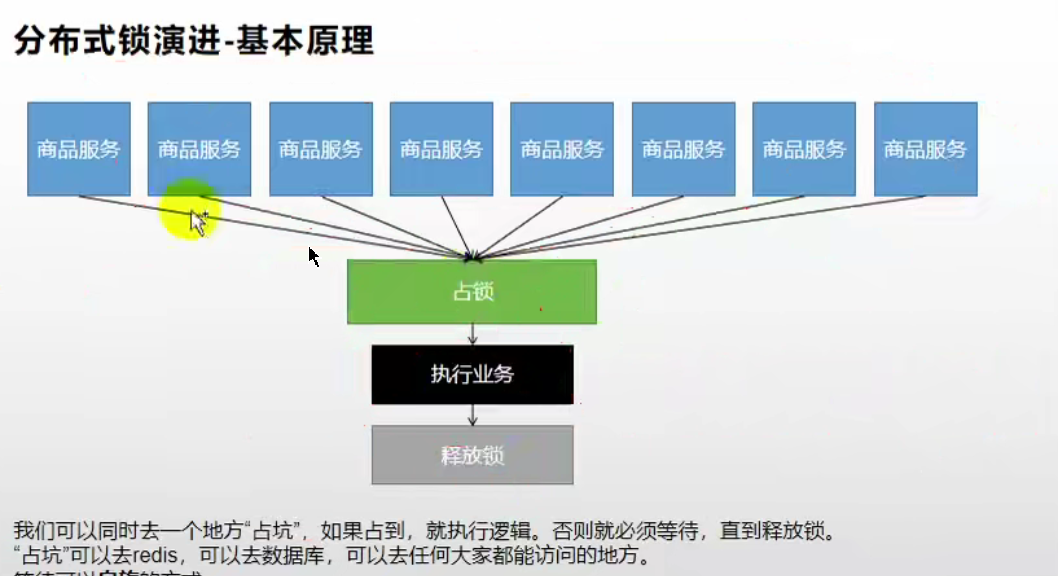 分布式锁演进-基本原理
商品服务 商品服务 商品服务 商品服务 商品服务 商品服务 商品服务 商品服务
占锁
执行业务
释放锁
我们可以同时去一个地方“占坑”，如果占到，就执行逻辑。否则就必须等待，直到释放锁。
“占坑”可以去redis，可以去数据库，可以去任何大家都能访问的地方。